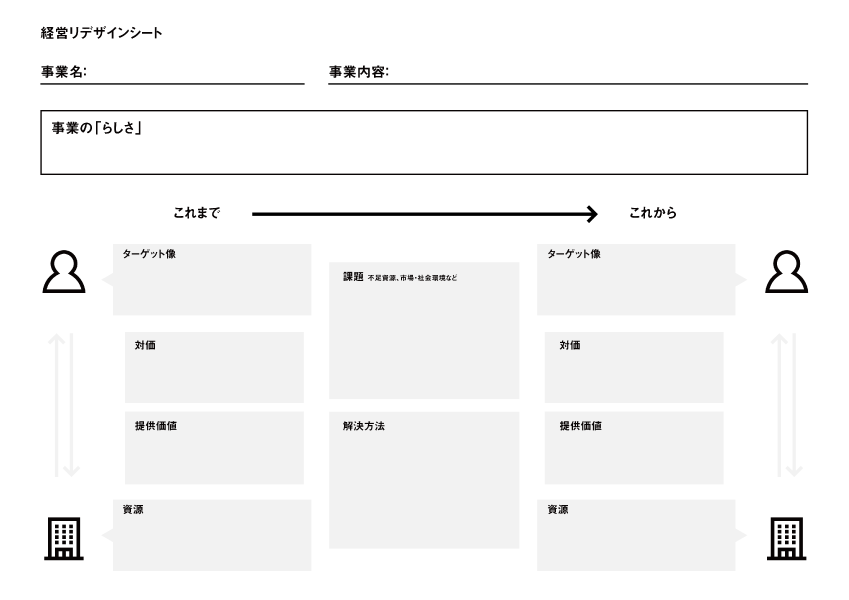 経営リデザインシート
事業名:
事業内容:
事業の「らしさ」
これまで
これから
ターゲット像
対価
提供価値
資源
課題 不足資源、市場・社会環境など
解決方法
ターゲット像
対価
提供価値
資源